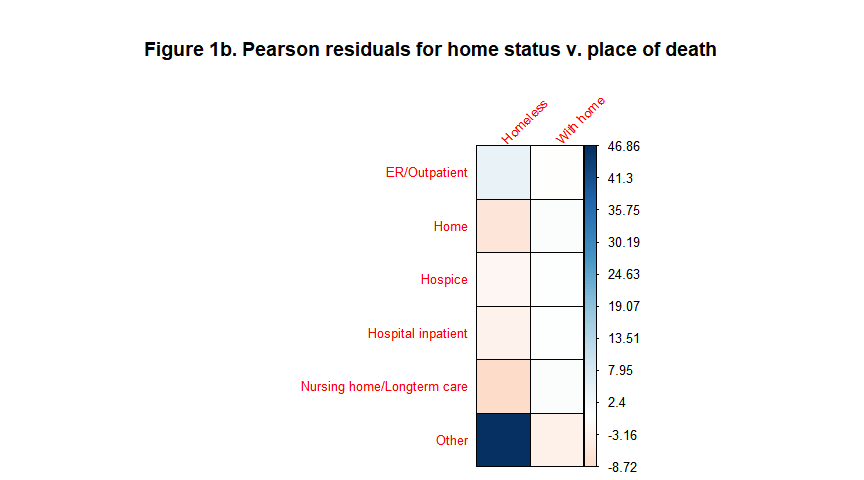 Figure 1b. Pearson residuals for home status v. place of death
Homeless
With home
ER/Outpatient
Home
Hospice
Hospital inpatient
Nursing home/Longterm care
Other
46.86
41.3
35.75
30.19
24.63
19.07
13.51
7.95
2.4
-3.16
-8.72